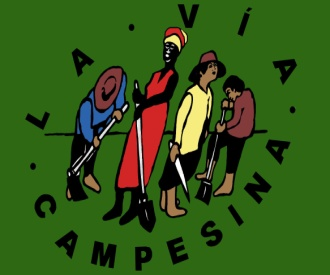 · LA · VÍA ·
CAMPESINA